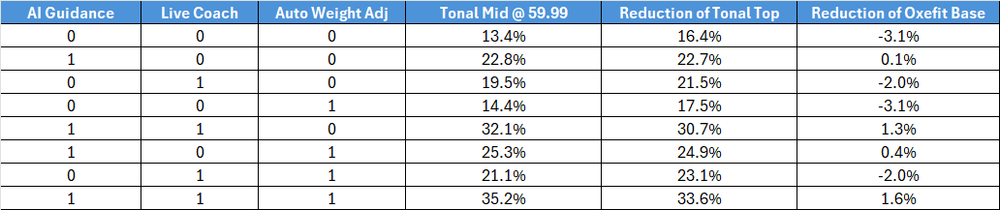 AI Guidance Live Coach Auto Weight Adj Tonal Mid @ 59.99 Reduction of Tonal Top Reduction of Oxefit Base
0 0 0 13.4% 16.4% -3.1%
1 0 0 22.8% 22.7% 0.1%
0 1 0 19.5% 21.5% -2.0%
0 0 1 14.4% 17.5% -3.1%
1 1 0 32.1% 30.7% 1.3%
1 0 1 25.3% 24.9% 0.4%
0 1 1 21.1% 23.1% -2.0%
1 1 1 35.2% 33.6% 1.6%